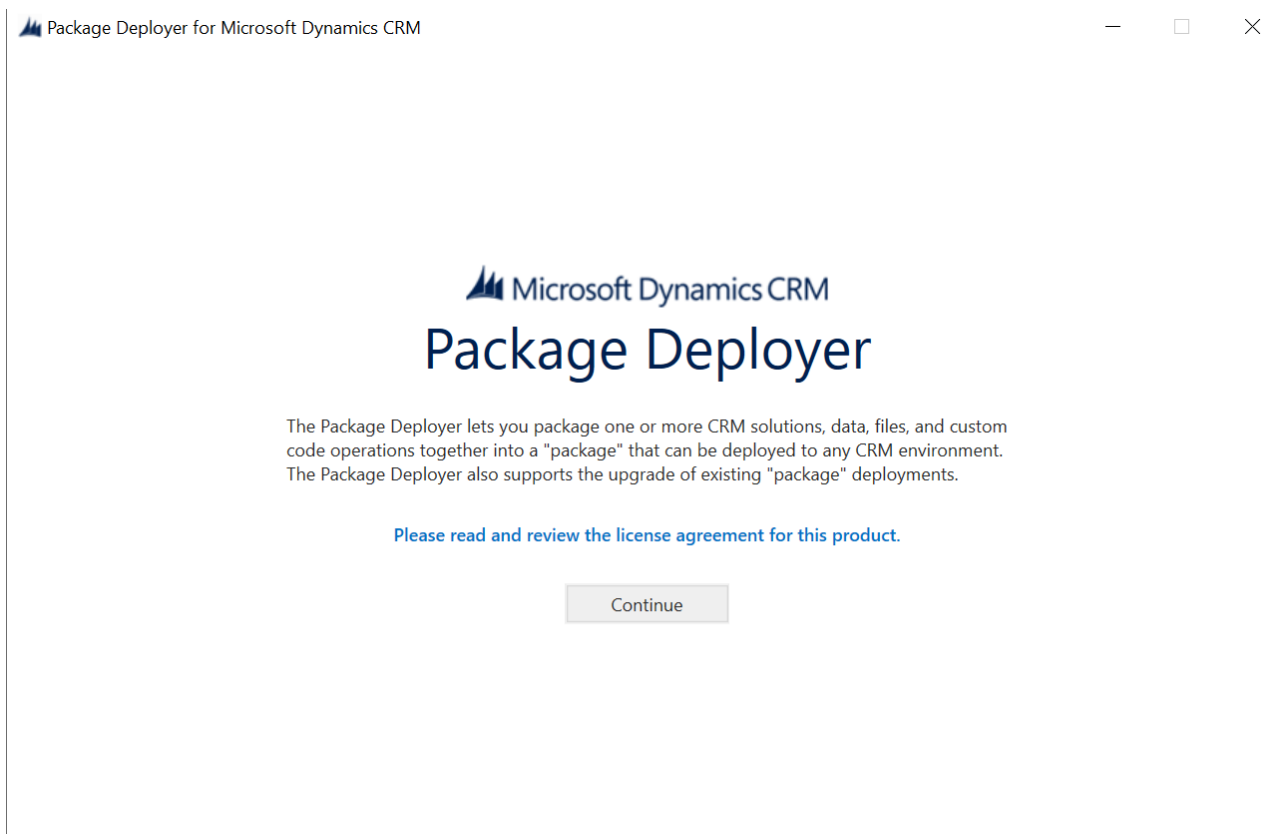 Package Deployer for Microsoft Dynamics CRM
Microsoft Dynamics CRM
Package Deployer
The Package Deployer lets you package one or more CRM solutions, data, files, and custom
code operations together into a "package" that can be deployed to any CRM environment.
The Package Deployer also supports the upgrade of existing "package" deployments.
Please read and review the license agreement for this product.
Continue